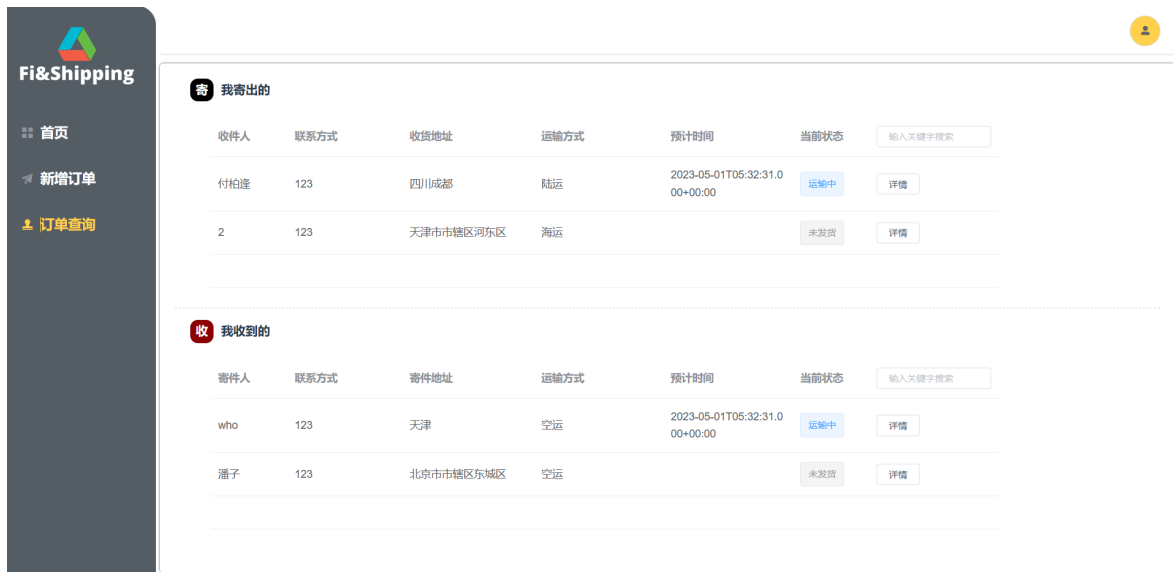 Fi&Shipping
首页
新增订单
订单查询
寄 我寄出的
收件人 联系方式 收货地址 运输方式 预计时间 当前状态 输入关键字搜索
付柏逢 123 四川成都 陆运 2023-05-01T05:32:31.0 运输中 详情
00+00:00
2 123 天津市市辖区河东区 海运 未发货 详情
收 我收到的
寄件人 联系方式 寄件地址 运输方式 预计时间 当前状态 输入关键字搜索
who 123 天津 空运 2023-05-01T05:32:31.0 运输中 详情
00+00:00
潘子 123 北京市市辖区东城区 空运 未发货 详情